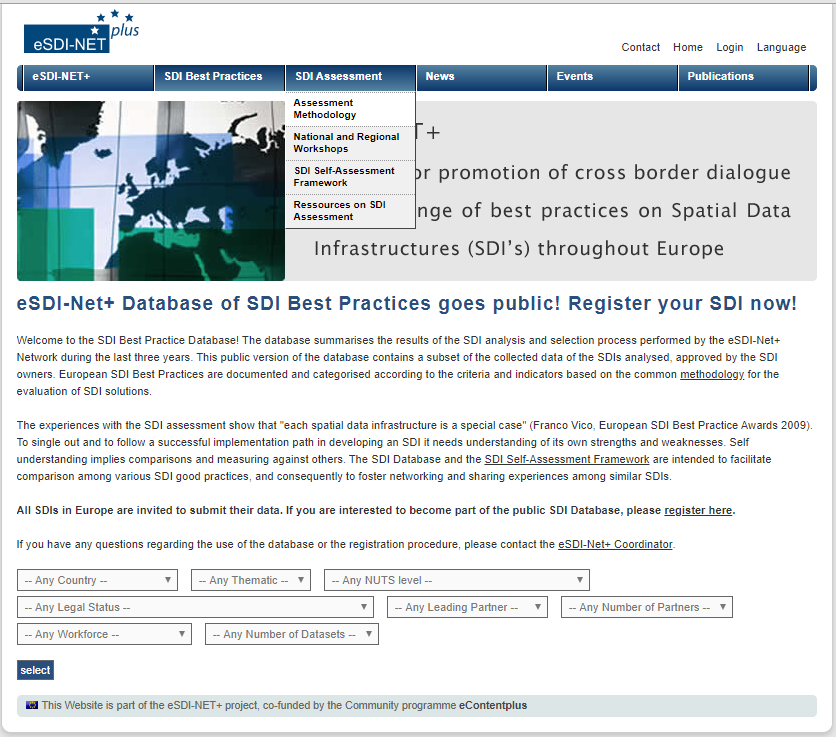 eSDI-NET plus
Contact Home Login Language
eSDI-NET+ SDI Best Practices SDI Assessment News Events Publications
Assessment
Methodology
National and Regional
Workshops
SDI Self-Assessment
Framework
Ressources on SDI
Assessment
T+
or promotion of cross border dialogue
nge of best practices on Spatial Data
Infrastructures (SDI's) throughout Europe
eSDI-Net+ Database of SDI Best Practices goes public! Register your SDI now!
Welcome to the SDI Best Practice Database! The database summarises the results of the SDI analysis and selection process performed by the eSDI-Net+
Network during the last three years. This public version of the database contains a subset of the collected data of the SDIs analysed, approved by the SDI
owners. European SDI Best Practices are documented and categorised according to the criteria and indicators based on the common methodology for the
evaluation of SDI solutions.
The experiences with the SDI assessment show that "each spatial data infrastructure is a special case" (Franco Vico, European SDI Best Practice Awards 2009).
To single out and to follow a successful implementation path in developing an SDI it needs understanding of its own strengths and weaknesses. Self
understanding implies comparisons and measuring against others. The SDI Database and the SDI Self-Assessment Framework are intended to facilitate
comparison among various SDI good practices, and consequently to foster networking and sharing experiences among similar SDIs.
All SDIs in Europe are invited to submit their data. If you are interested to become part of the public SDI Database, please register here.
If you have any questions regarding the use of the database or the registration procedure, please contact the eSDI-Net+ Coordinator.
-- Any Country -- -- Any Thematic -- -- Any NUTS level --
-- Any Legal Status -- -- Any Leading Partner -- -- Any Number of Partners --
-- Any Workforce -- -- Any Number of Datasets --
select
This Website is part of the eSDI-NET+ project, co-funded by the Community programme eContentplus